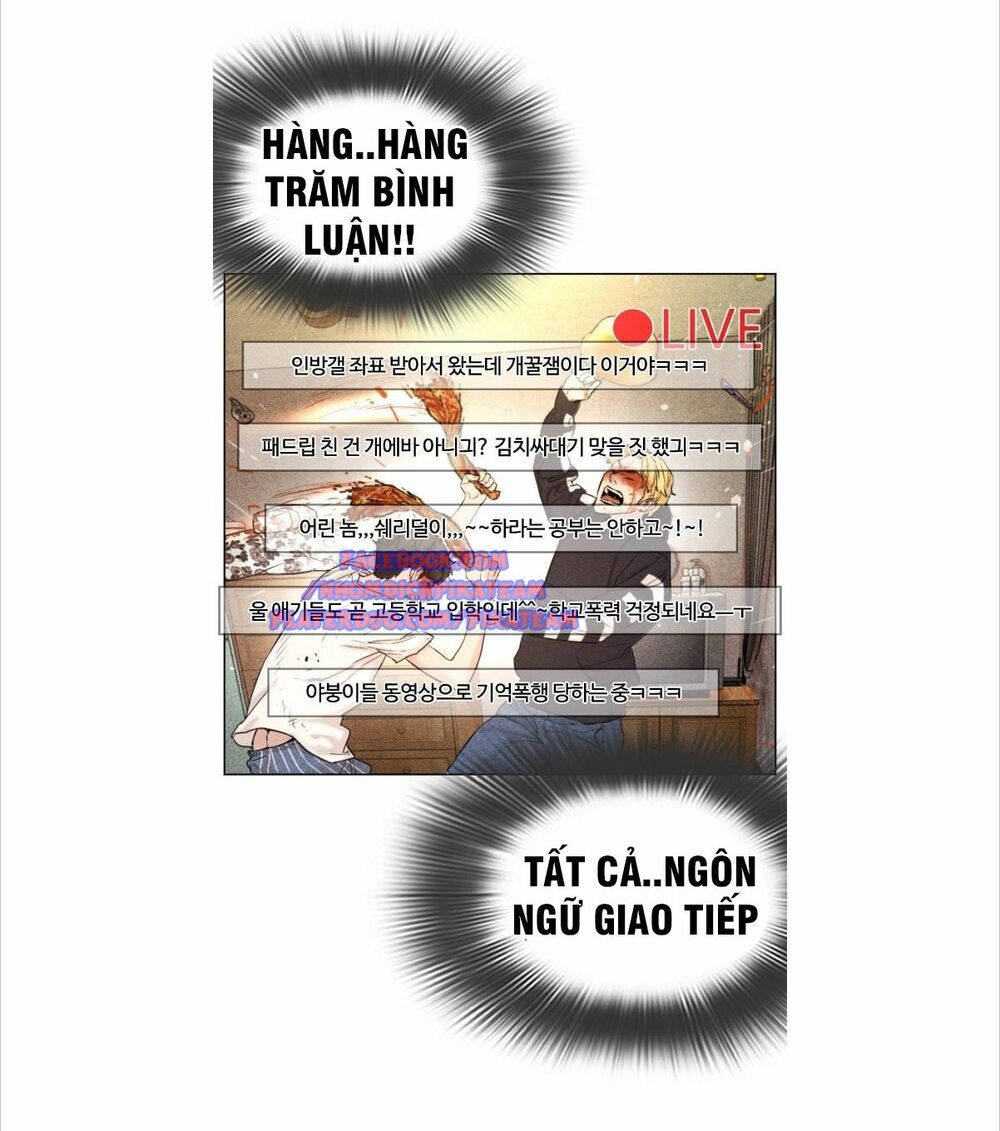 HÀNG..HÀNG
TRĂM BÌNH
LUẬN!!
LIVE
인방갤 좌표 받아서 왔는데 개꿀잼이다 이거야ㅋㅋㅋ
패드립 친 건 개에바 아니긔? 김치싸대기 맞을 짓 했긔ㅋㅋㅋ
어린 놈,,,쉐리덜이,,,~~하라는 공부는 안하고~!~!
FACEBOOK.COM
/NHOMDICHPIKATEAM
울 애기들도 곧 고등학교 입학인데^^~학교폭력 걱정되네요ㅡㅜ
/PIKATEAM
야붕이들 동영상으로 기억폭행 당하는 중ㅋㅋㅋ
TẤT CẢ..NGÔN
NGỮ GIAO TIẾP